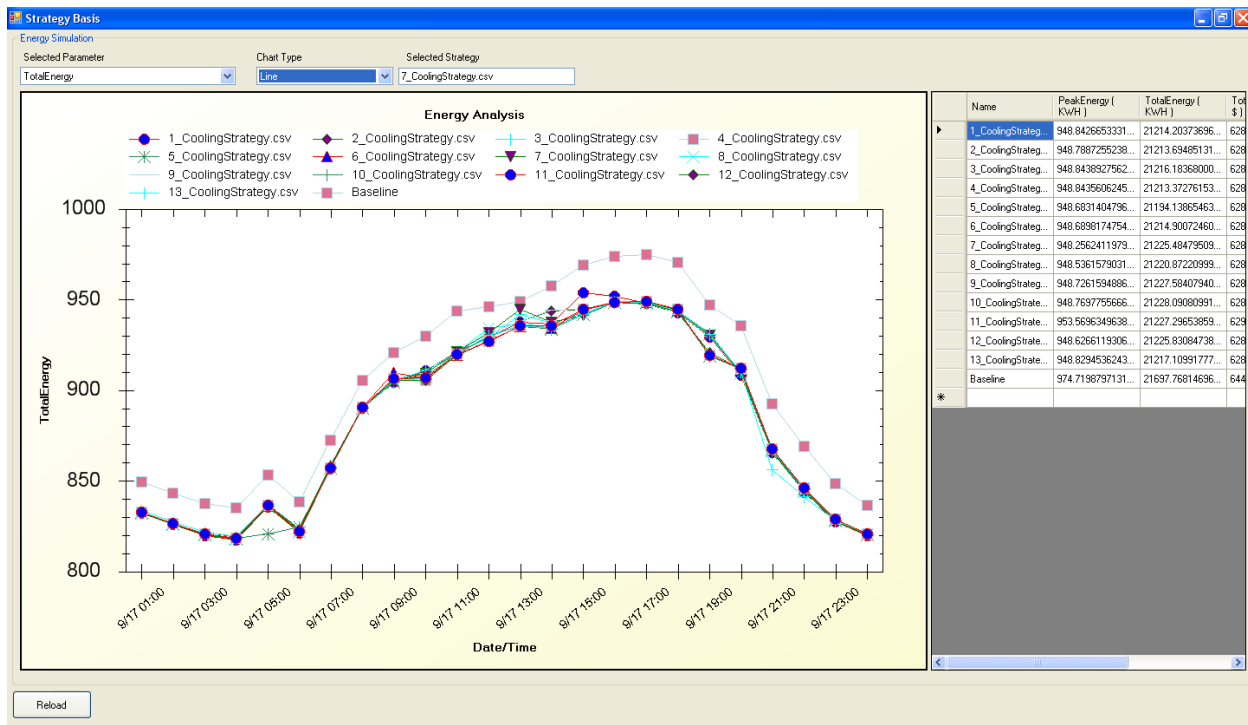 Strategy Basis
Energy Simulation
Selected Parameter Chart Type Selected Strategy
TotalEnergy Line 7_CoolingStrategy.csv
Energy Analysis
1_CoolingStrategy.csv 2_CoolingStrategy.csv 3_CoolingStrategy.csv 4_CoolingStrategy.csv
5_CoolingStrategy.csv 6_CoolingStrategy.csv 7_CoolingStrategy.csv 8_CoolingStrategy.csv
9_CoolingStrategy.csv 10_CoolingStrategy.csv 11_CoolingStrategy.csv 12_CoolingStrategy.csv
13_CoolingStrategy.csv Baseline
1000
950
900
850
800
TotalEnergy
9/17 01:00 9/17 03:00 9/17 05:00 9/17 07:00 9/17 09:00 9/17 11:00 9/17 13:00 9/17 15:00 9/17 17:00 9/17 19:00 9/17 21:00 9/17 23:00
Date/Time
Name PeakEnergy ( KWH ) TotalEnergy ( KWH ) Tot $ )
1_CoolingStrateg... 948.8426653331... 21214.20373696... 628
2_CoolingStrateg... 948.7887255238... 21213.69485131... 628
3_CoolingStrateg... 948.8438927562... 21216.18368000... 628
4_CoolingStrateg... 948.8435606245... 21213.37276153... 628
5_CoolingStrateg... 948.6831404796... 21194.13865463... 628
6_CoolingStrateg... 948.6898174754... 21214.90072460... 628
7_CoolingStrateg... 948.2562411979... 21225.48479509... 628
8_CoolingStrateg... 948.5361579031... 21220.87220999... 628
9_CoolingStrateg... 948.7261594886... 21227.58407940... 628
10_CoolingStrate... 948.7697755666... 21228.09080991... 628
11_CoolingStrate... 953.5696349638... 21227.29653859... 629
12_CoolingStrate... 948.6266119306... 21225.83084738... 628
13_CoolingStrate... 948.8294536243... 21217.10991777... 628
Baseline 974.7198797131... 21697.76814696... 644
Reload